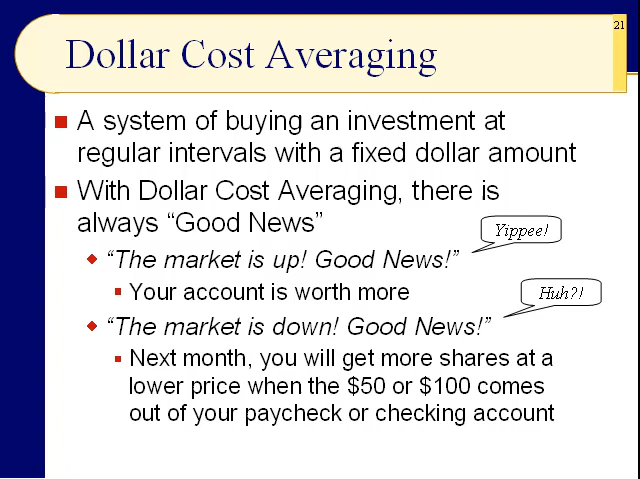 21
Dollar Cost Averaging
A system of buying an investment at
regular intervals with a fixed dollar amount
With Dollar Cost Averaging, there is
always “Good News”
Yippee!
“The market is up! Good News!”
Your account is worth more
Huh?!
“The market is down! Good News!”
Next month, you will get more shares at a
lower price when the $50 or $100 comes
out of your paycheck or checking account